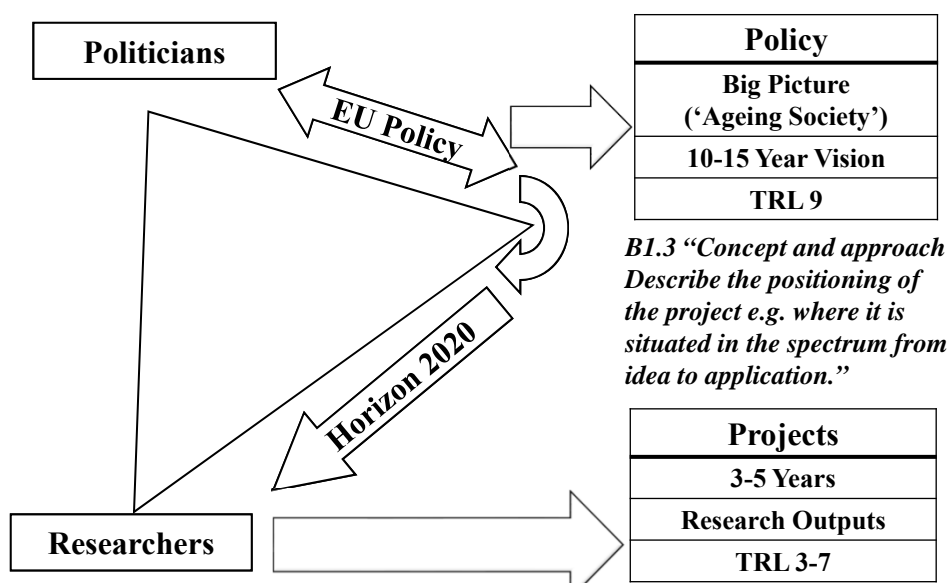 Politicians
EU Policy
Policy
Big Picture
(‘Ageing Society’)
10-15 Year Vision
TRL 9
B1.3 “Concept and approach
Describe the positioning of
the project e.g. where it is
situated in the spectrum from
idea to application.”
Horizon 2020
Researchers
Projects
3-5 Years
Research Outputs
TRL 3-7